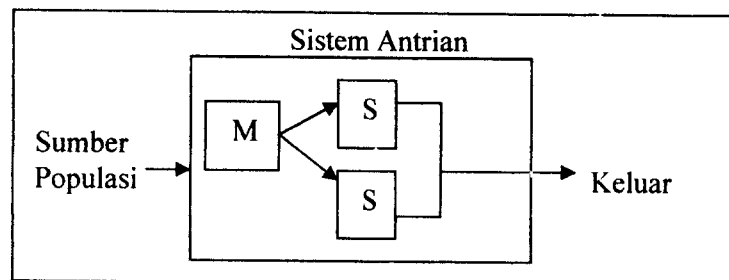 Sistem Antrian
Sumber
Populasi
M
S
S
Keluar